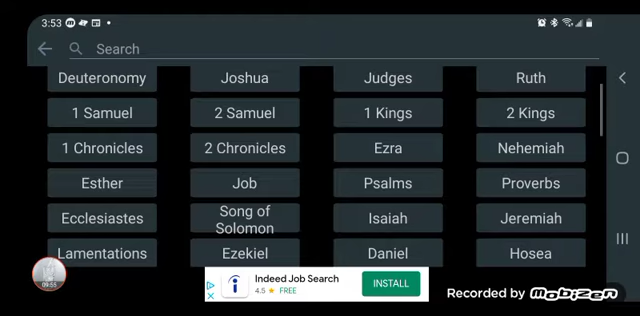 3:53
Search
Deuteronomy Joshua Judges Ruth
1 Samuel 2 Samuel 1 Kings 2 Kings
1 Chronicles 2 Chronicles Ezra Nehemiah
Esther Job Psalms Proverbs
Ecclesiastes Song of Solomon Isaiah Jeremiah
Lamentations Ezekiel Daniel Hosea
09:55
Indeed Job Search
4.5 ★ FREE
INSTALL
Recorded by mobizen